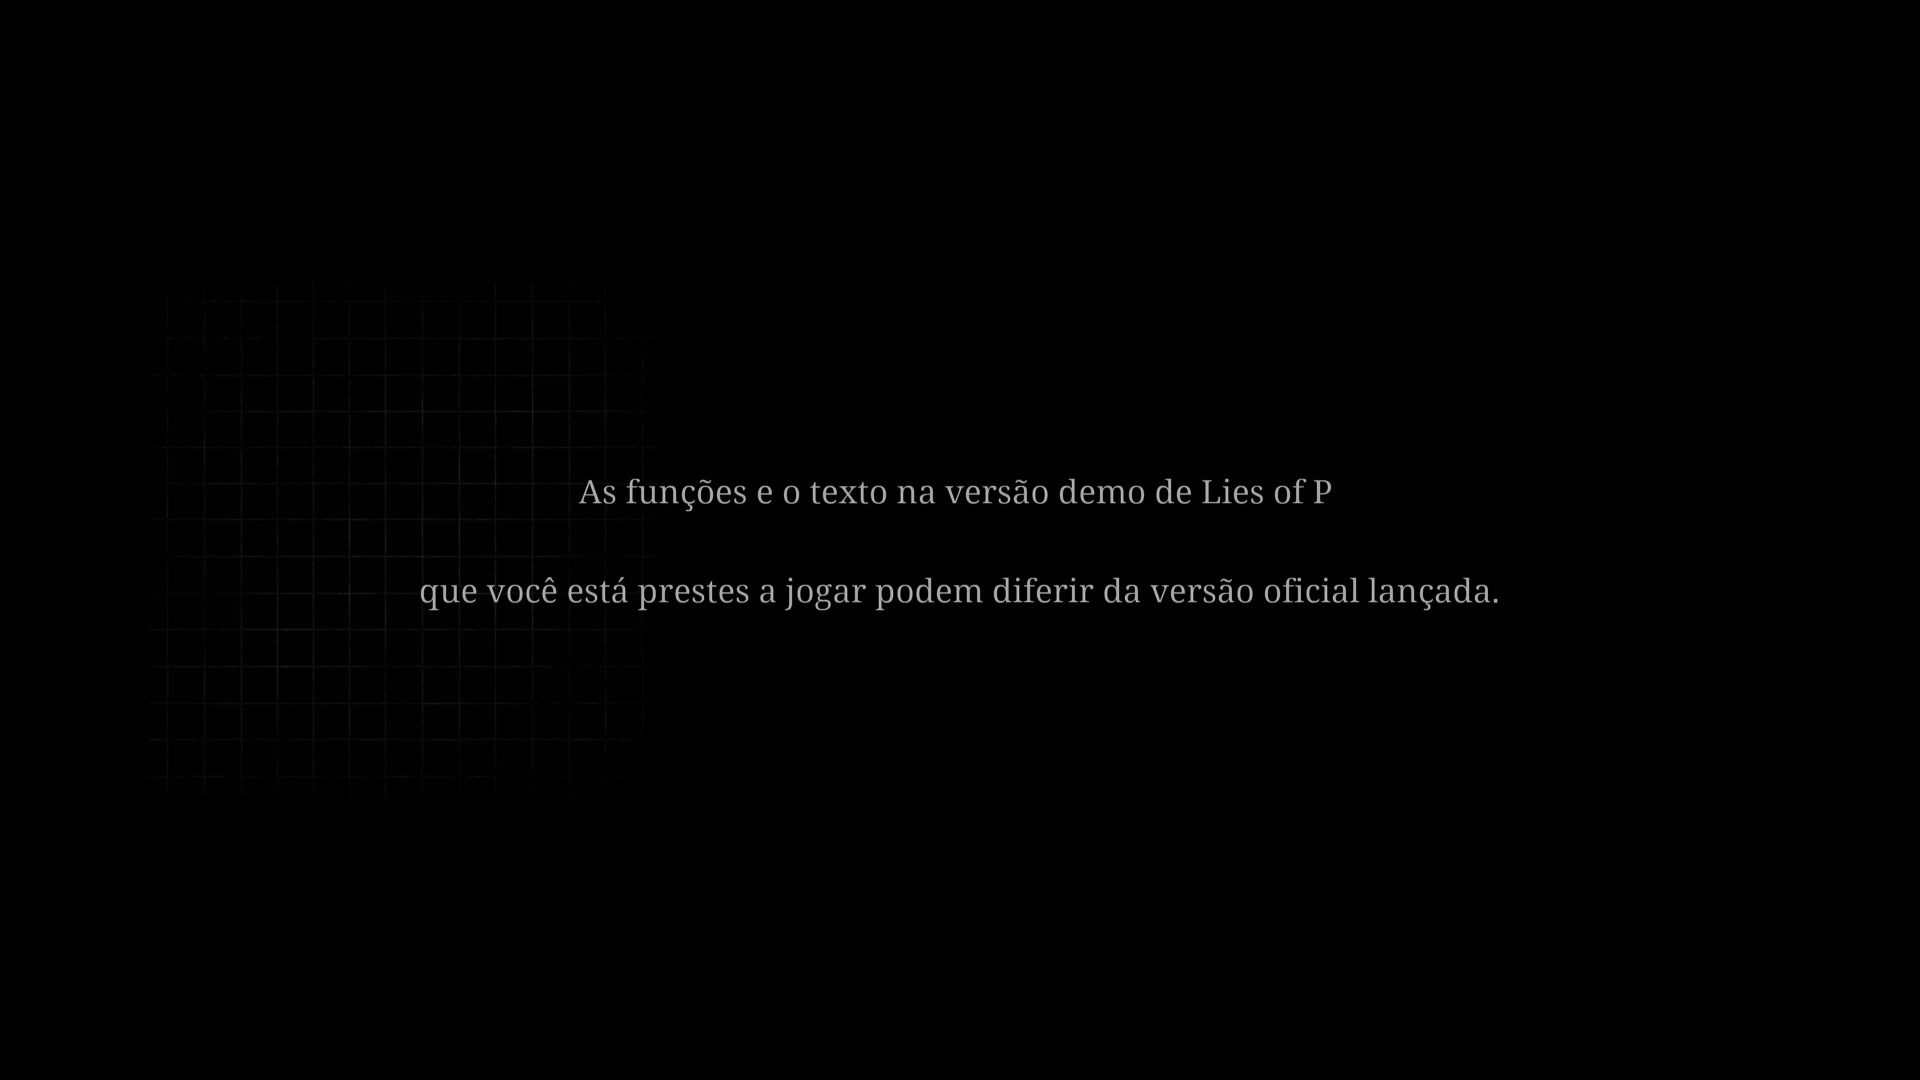 As funções e o texto na versão demo de Lies of P
que você está prestes a jogar podem diferir da versão oficial lançada.